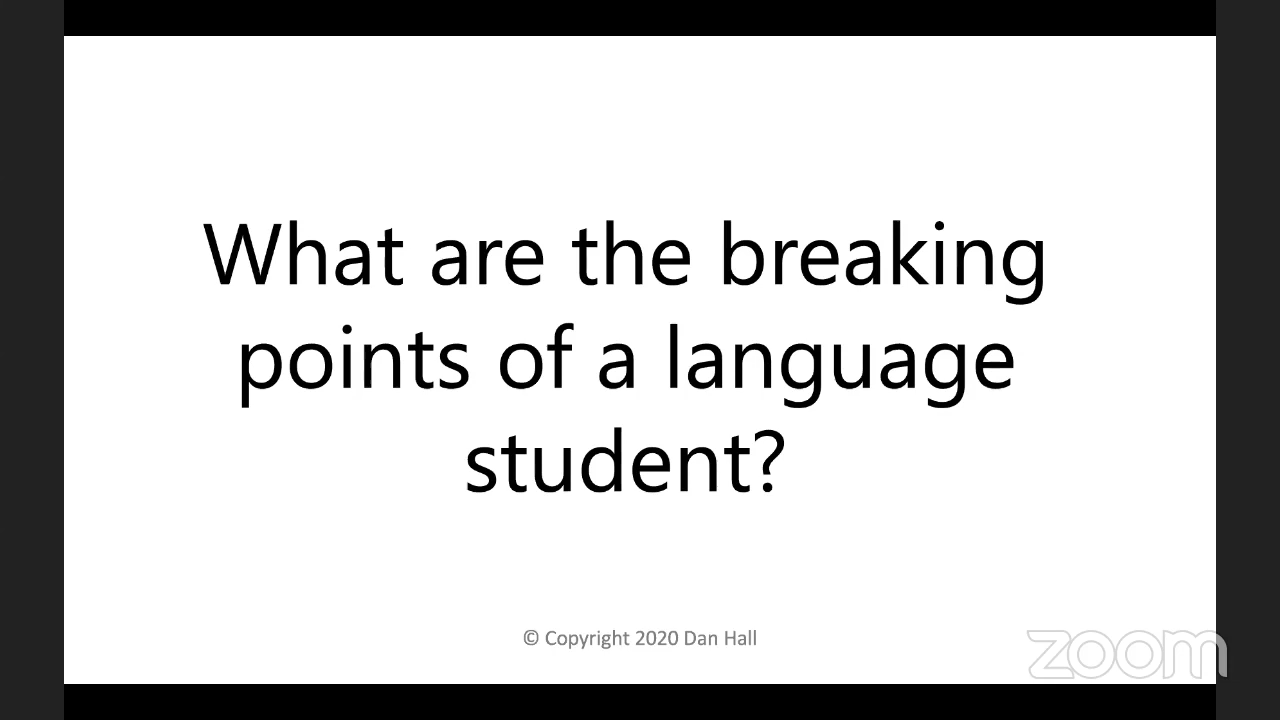 What are the breaking
points of a language
student?
© Copyright 2020 Dan Hall
zoom